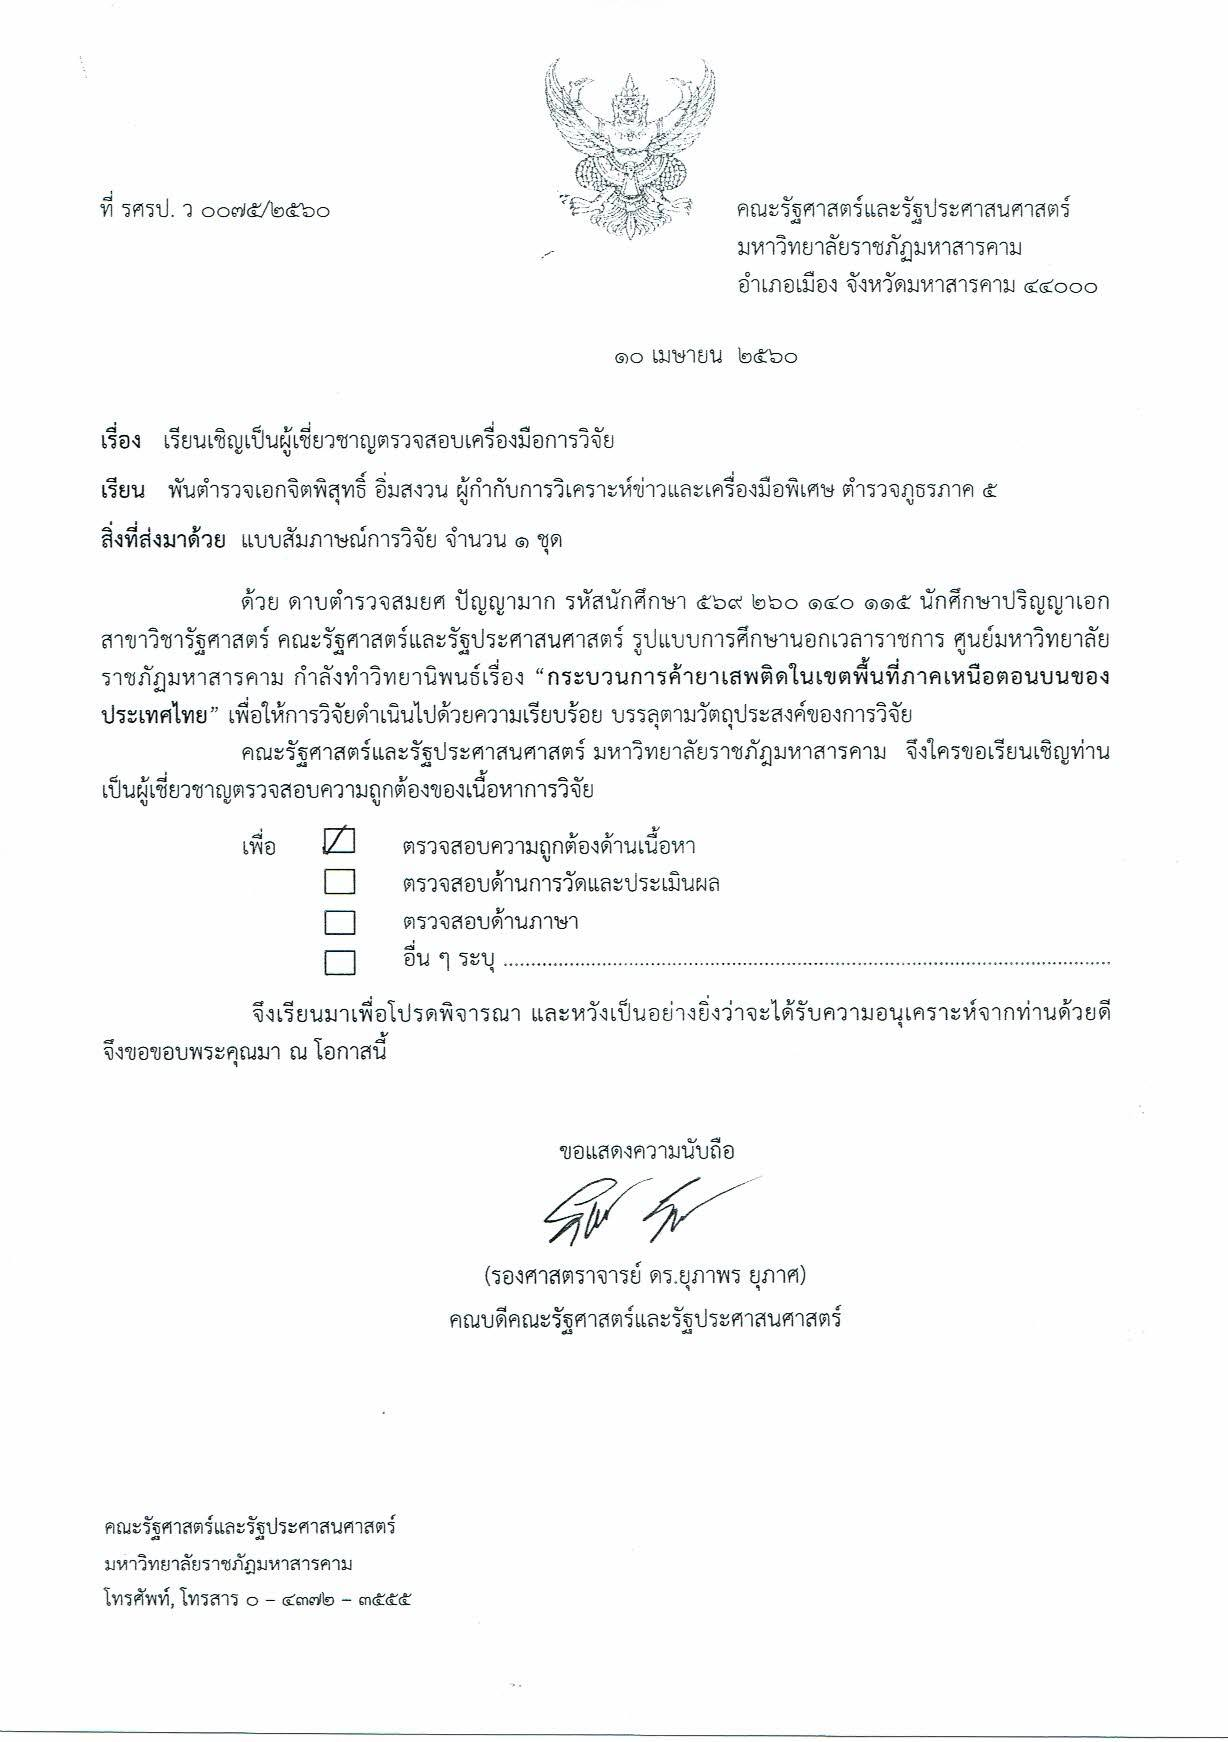 ที่ รศรป. ว ๐๐๗๕/๒๕๖๐
คณะรัฐศาสตร์และรัฐประศาสนศาสตร์
มหาวิทยาลัยราชภัฏมหาสารคาม
อำเภอเมือง จังหวัดมหาสารคาม ๔๔๐๐๐
๑๐ เมษายน ๒๕๖๐
เรื่อง เรียนเชิญเป็นผู้เชี่ยวชาญตรวจสอบเครื่องมือการวิจัย
เรียน พันตำรวจเอกจิตพิสุทธิ์ อิ่มสงวน ผู้กำกับการวิเคราะห์ข่าวและเครื่องมือพิเศษ ตำรวจภูธรภาค ๕
สิ่งที่ส่งมาด้วย แบบสัมภาษณ์การวิจัย จำนวน ๑ ชุด
ด้วย ดาบตำรวจสมยศ ปัญญามาก รหัสนักศึกษา ๕๖๙ ๒๖๐ ๑๔๐ ๑๑๕ นักศึกษาปริญญาเอก
สาขาวิชารัฐศาสตร์ คณะรัฐศาสตร์และรัฐประศาสนศาสตร์ รูปแบบการศึกษานอกเวลาราชการ ศูนย์มหาวิทยาลัย
ราชภัฏมหาสารคาม กำลังทำวิทยานิพนธ์เรื่อง “กระบวนการค้ายาเสพติดในเขตพื้นที่ภาคเหนือตอนบนของ
ประเทศไทย” เพื่อให้การวิจัยดำเนินไปด้วยความเรียบร้อย บรรลุตามวัตถุประสงค์ของการวิจัย
คณะรัฐศาสตร์และรัฐประศาสนศาสตร์ มหาวิทยาลัยราชภัฏมหาสารคาม จึงใคร่ขอเรียนเชิญท่าน
เป็นผู้เชี่ยวชาญตรวจสอบความถูกต้องของเนื้อหาการวิจัย
เพื่อ ตรวจสอบความถูกต้องด้านเนื้อหา
ตรวจสอบด้านการวัดและประเมินผล
ตรวจสอบด้านภาษา
อื่น ๆ ระบุ ................................................................................................................
จึงเรียนมาเพื่อโปรดพิจารณา และหวังเป็นอย่างยิ่งว่าจะได้รับความอนุเคราะห์จากท่านด้วยดี
จึงขอขอบพระคุณมา ณ โอกาสนี้
ขอแสดงความนับถือ
(รองศาสตราจารย์ ดร.ยุภาพร ยุภาศ)
คณบดีคณะรัฐศาสตร์และรัฐประศาสนศาสตร์
คณะรัฐศาสตร์และรัฐประศาสนศาสตร์
มหาวิทยาลัยราชภัฏมหาสารคาม
โทรศัพท์, โทรสาร ๐ – ๔๓๗๒ – ๓๕๕๕